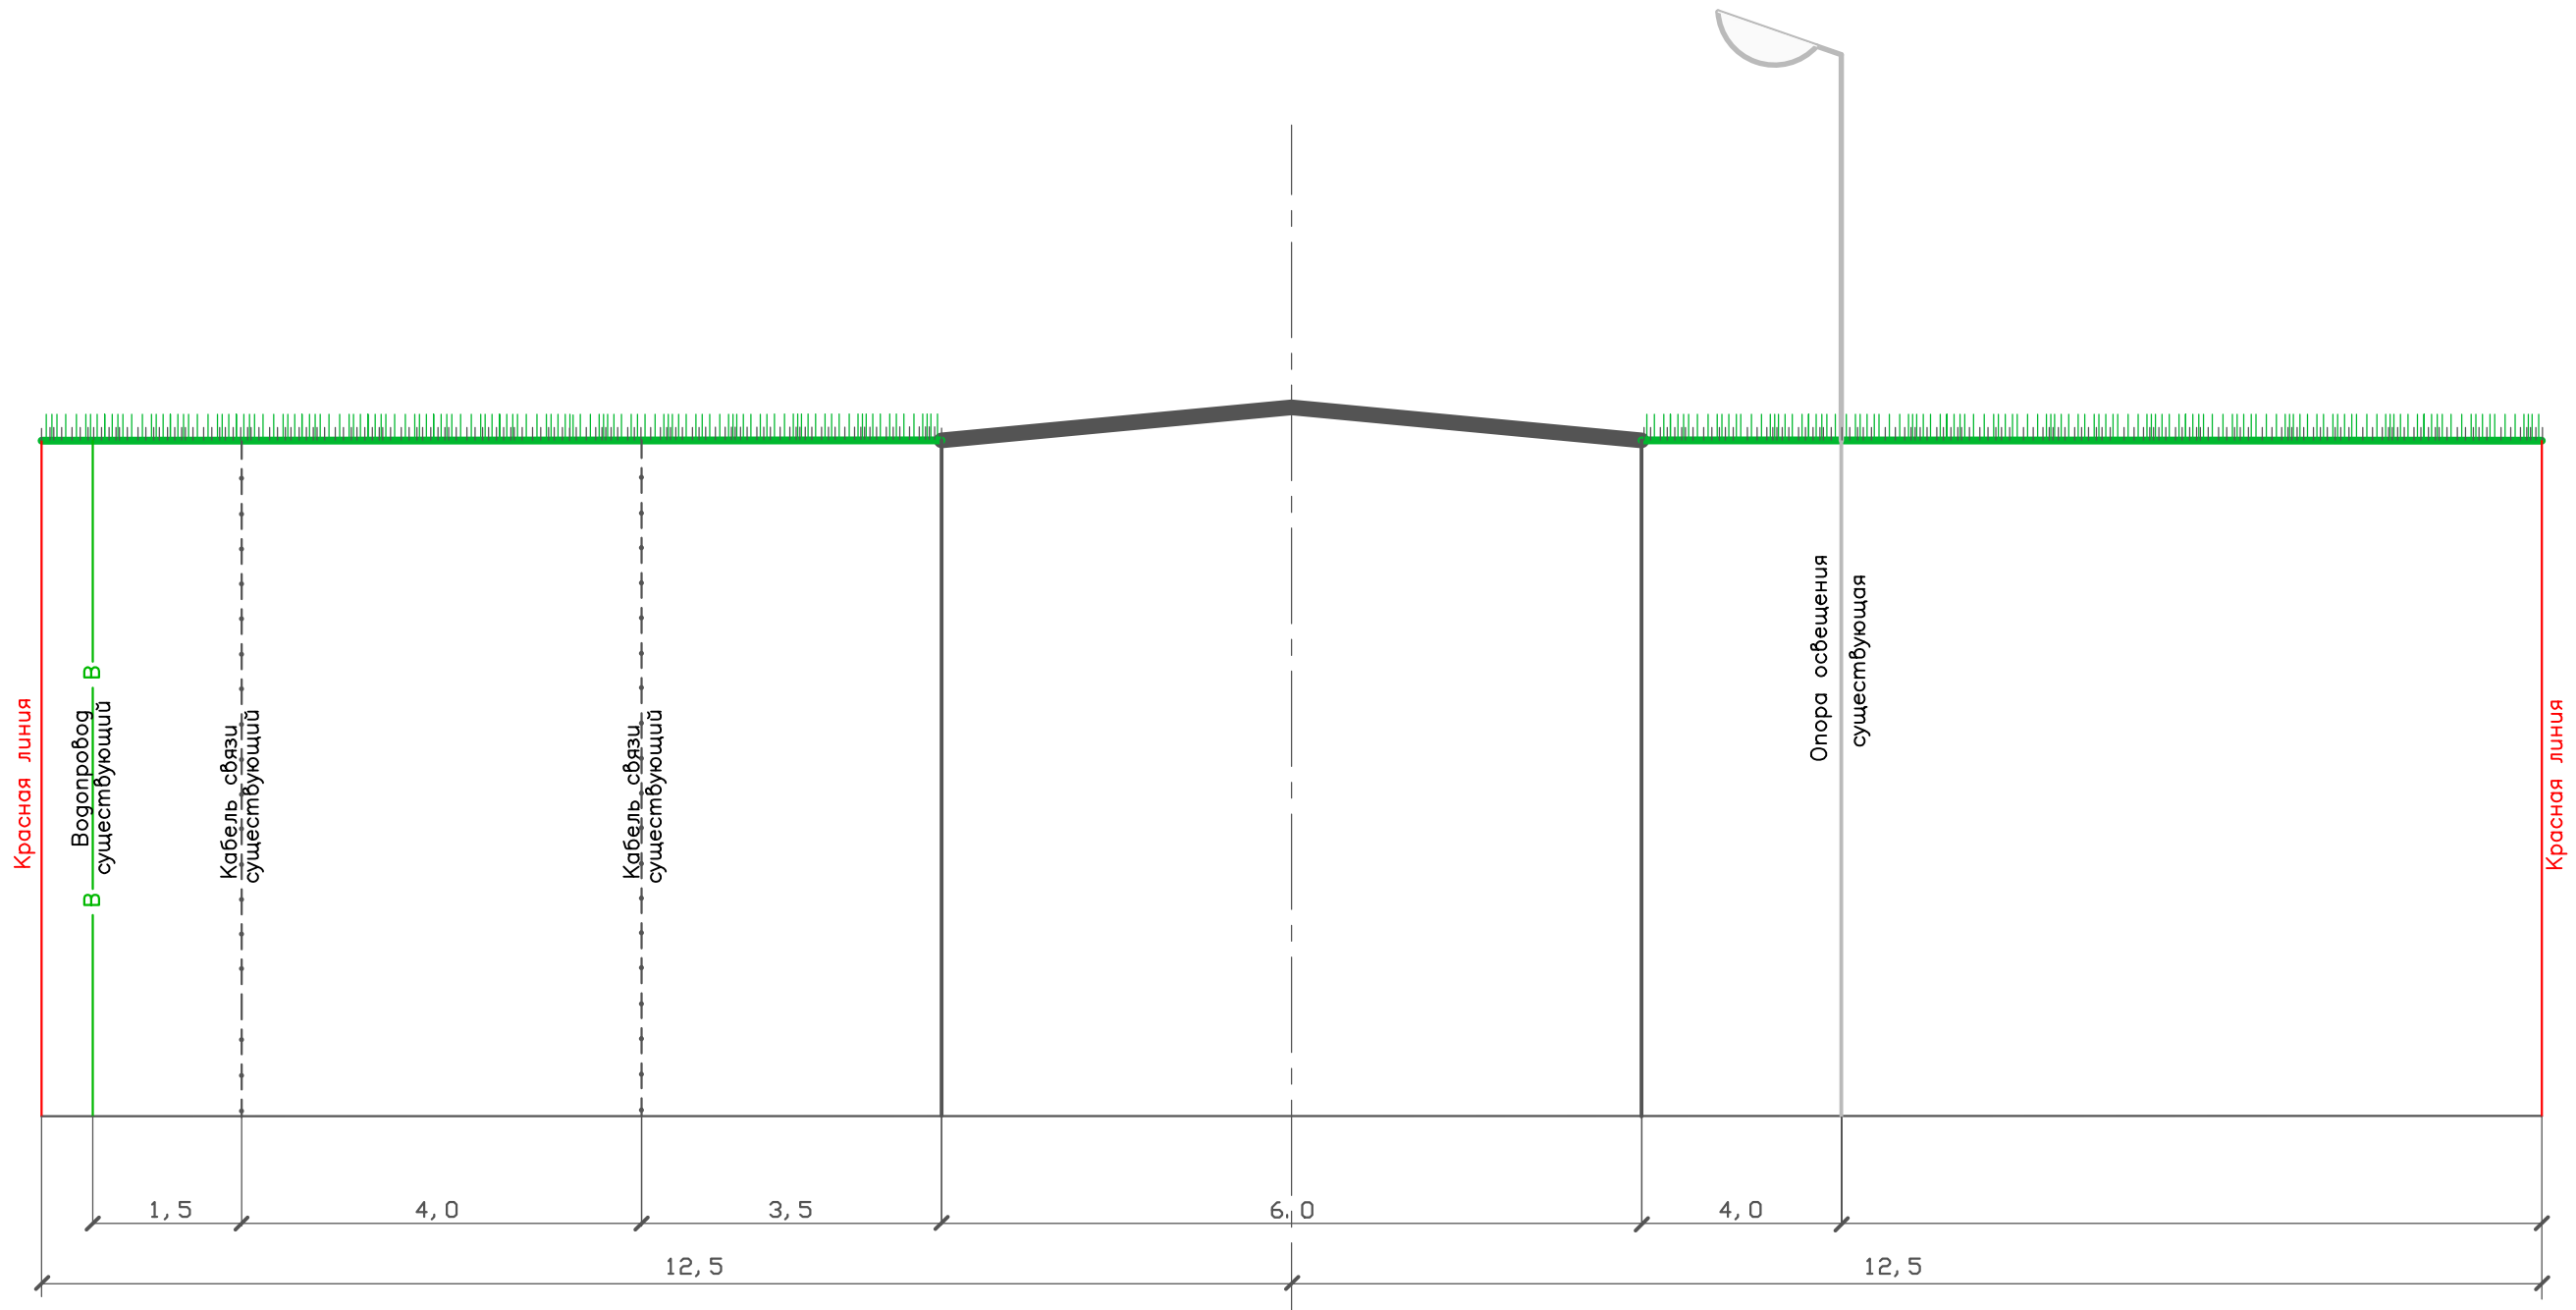 Красная линия
Водопровод
существующий
В
В
Кабель связи
существующий
Кабель связи
существующий
Опора освещения
существующая
Красная линия
1,5
4,0
3,5
6.0
4,0
12,5
12,5